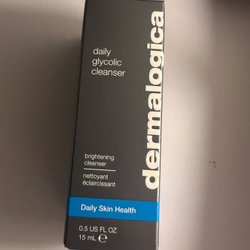 daily
glycolic
cleanser
dermalogica
brightening
cleanser
nettoyant
éclaircissant
Daily Skin Health
0.5 US FL OZ
15 mL e